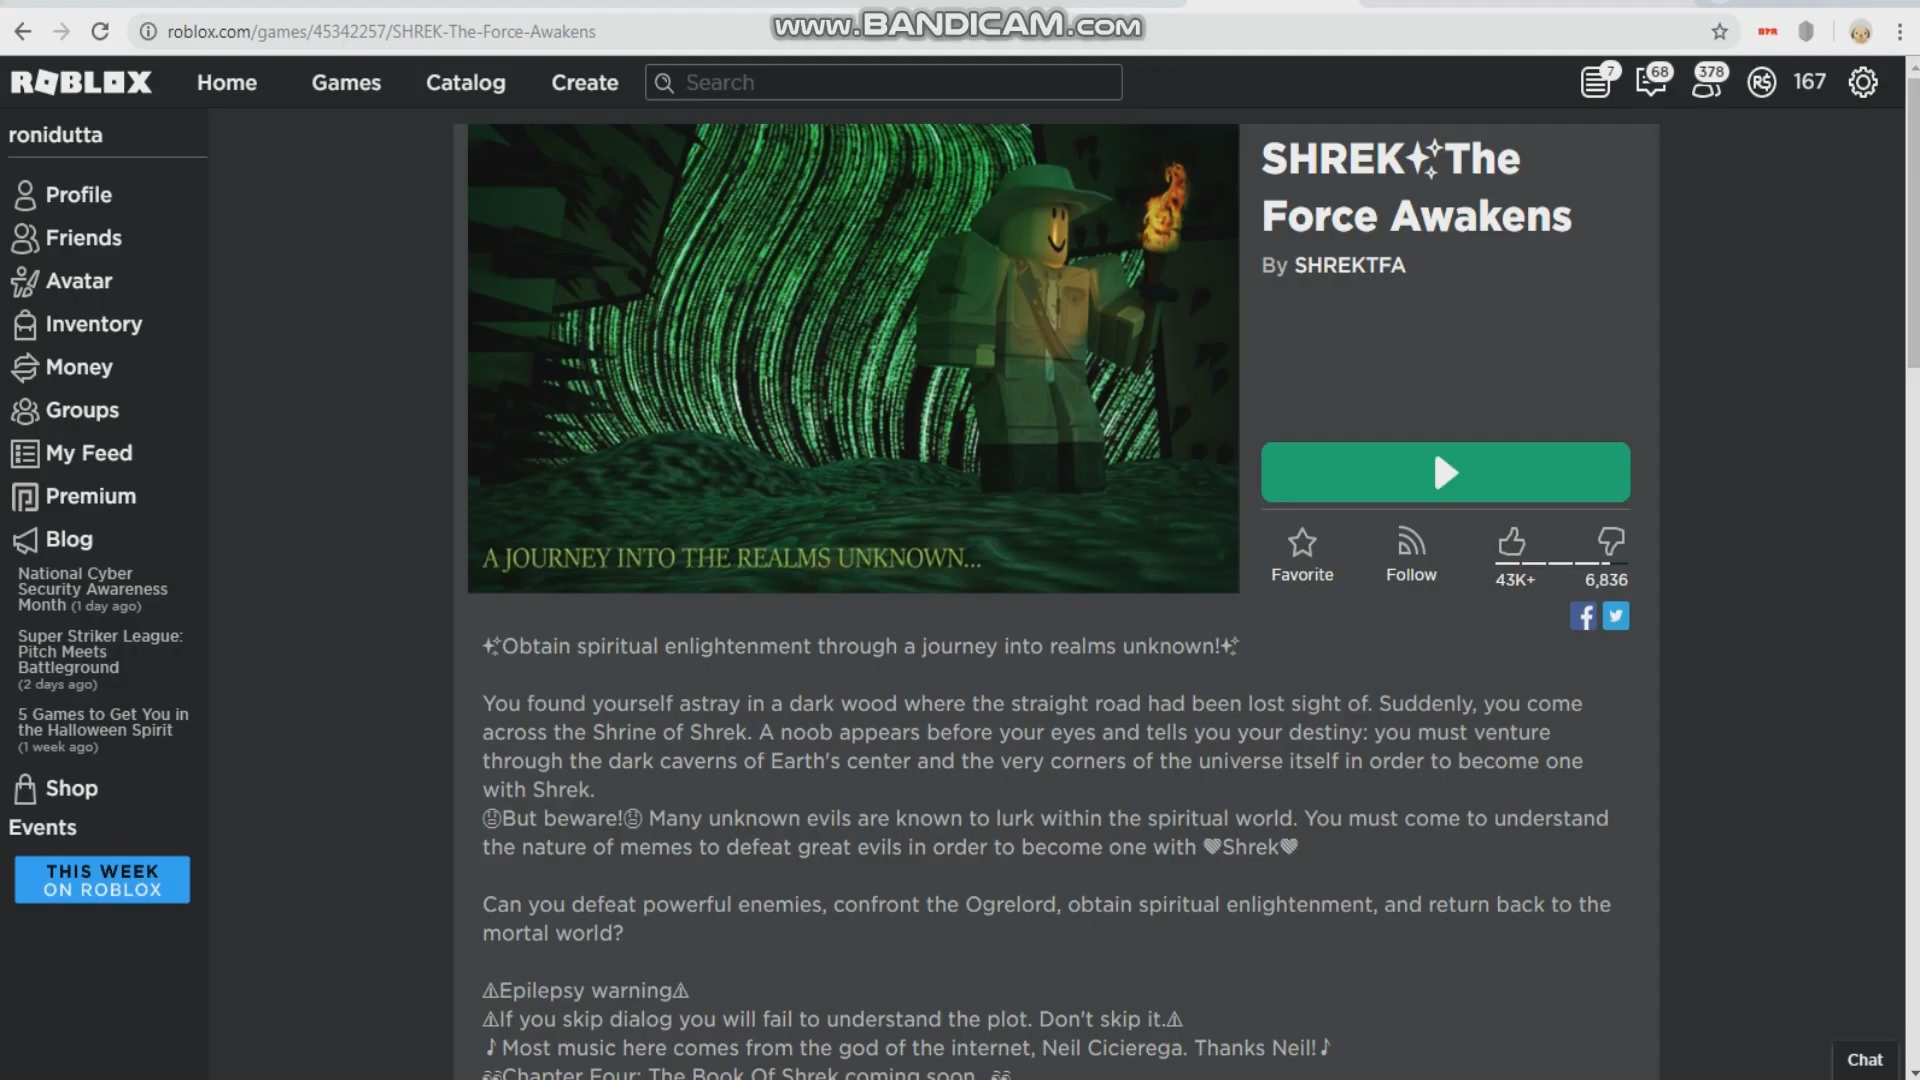 www.BANDICAM.com
roblox.com/games/45342257/SHREK-The-Force-Awakens
ROBLOX
Home
Games
Catalog
Create
Search
7
68
378
167
ronidutta
Profile
Friends
Avatar
Inventory
Money
Groups
My Feed
Premium
Blog
National Cyber
Security Awareness
Month (1 day ago)
Super Striker League:
Pitch Meets
Battleground
(2 days ago)
5 Games to Get You in
the Halloween Spirit
(1 week ago)
Shop
Events
THIS WEEK
ON ROBLOX
A JOURNEY INTO THE REALMS UNKNOWN...
SHREK✨The
Force Awakens
By SHREKTFA
Favorite
Follow
43K+
6,836
✨Obtain spiritual enlightenment through a journey into realms unknown!✨
You found yourself astray in a dark wood where the straight road had been lost sight of. Suddenly, you come
across the Shrine of Shrek. A noob appears before your eyes and tells you your destiny: you must venture
through the dark caverns of Earth's center and the very corners of the universe itself in order to become one
with Shrek.
😨But beware!😨 Many unknown evils are known to lurk within the spiritual world. You must come to understand
the nature of memes to defeat great evils in order to become one with 💚Shrek💚
Can you defeat powerful enemies, confront the Ogrelord, obtain spiritual enlightenment, and return back to the
mortal world?
⚠Epilepsy warning⚠
⚠If you skip dialog you will fail to understand the plot. Don't skip it.⚠
♪Most music here comes from the god of the internet, Neil Cicierega. Thanks Neil!♪
👀Chapter Four: The Book Of Shrek coming soon...👀
Chat